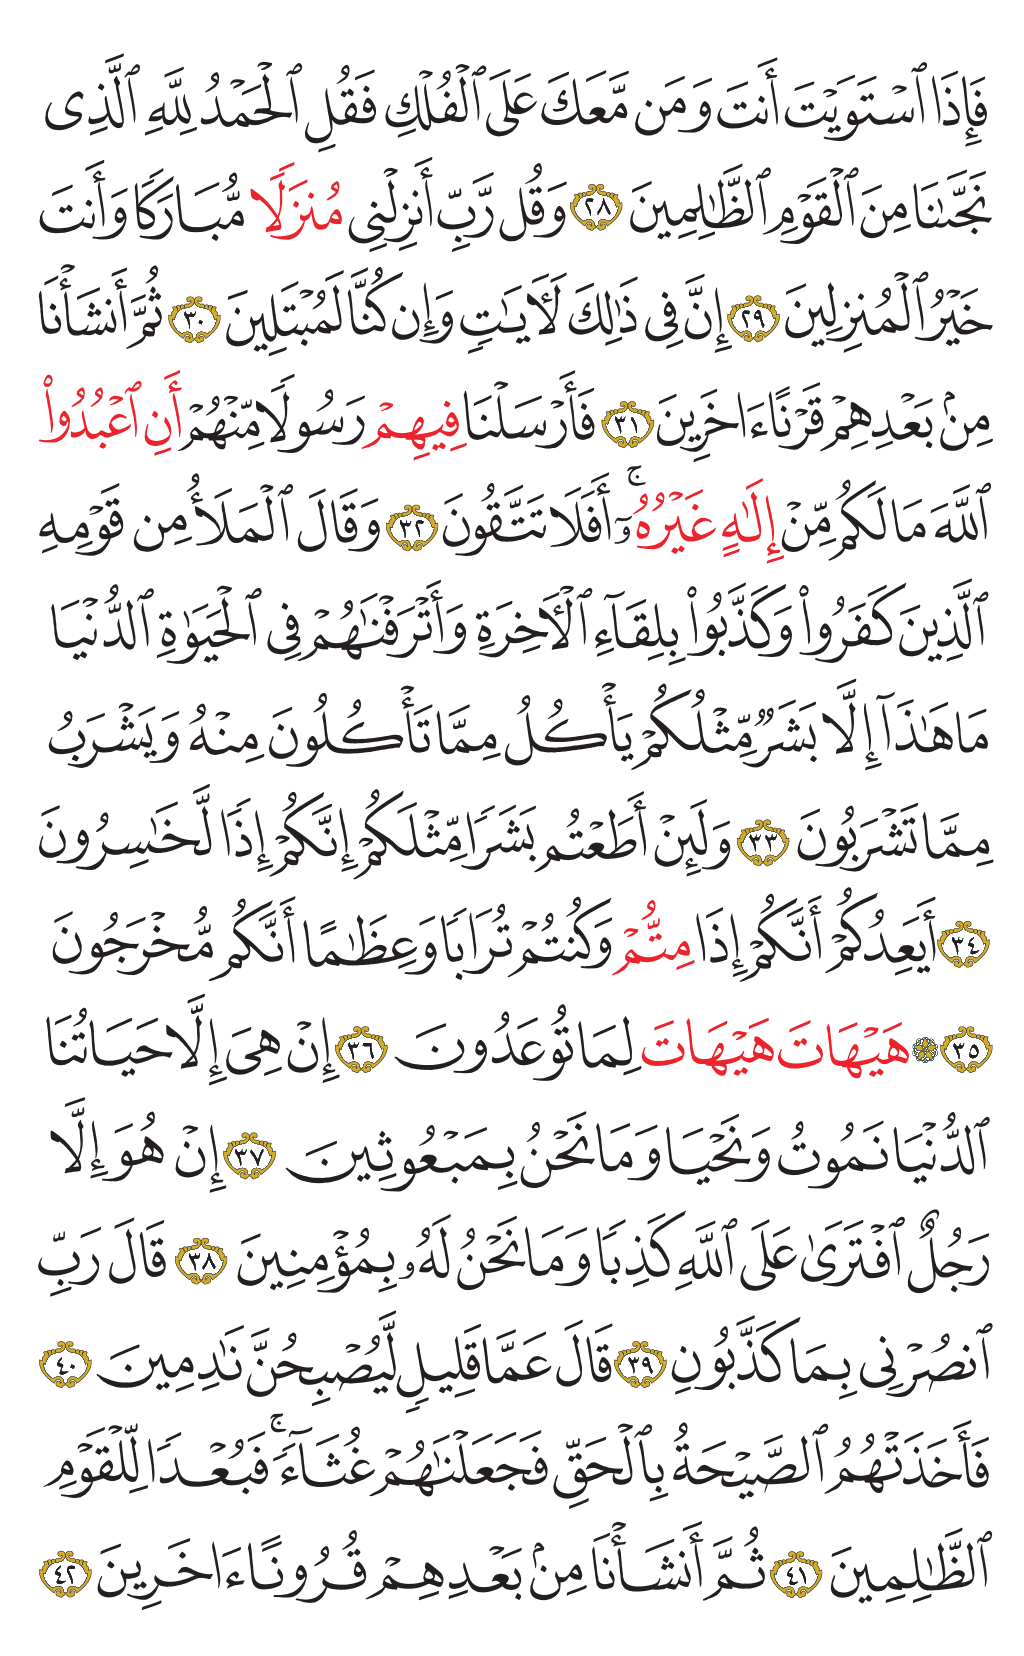 فَإِذَا ٱسْتَوَيْتَ أَنتَ وَمَن مَّعَكَ عَلَى ٱلْفُلْكِ فَقُلِ ٱلْحَمْدُ لِلَّهِ ٱلَّذِى
نَجَّىٰنَا مِنَ ٱلْقَوْمِ ٱلظَّٰلِمِينَ ٢٨ وَقُل رَّبِّ أَنزِلْنِى مُنزَلًا مُّبَارَكًا وَأَنتَ
خَيْرُ ٱلْمُنزِلِينَ ٢٩ إِنَّ فِى ذَٰلِكَ لَءَايَٰتٍ وَإِن كُنَّا لَمُبْتَلِينَ ٣٠ ثُمَّ أَنشَأْنَا
مِنۢ بَعْدِهِمْ قَرْنًا ءَاخَرِينَ ٣١ فَأَرْسَلْنَا فِيهِمْ رَسُولًا مِّنْهُمْ أَنِ ٱعْبُدُوا۟
ٱللَّهَ مَا لَكُم مِّنْ إِلَٰهٍ غَيْرُهُۥٓ ۚ أَفَلَا تَتَّقُونَ ٣٢ وَقَالَ ٱلْمَلَأُ مِن قَوْمِهِ
ٱلَّذِينَ كَفَرُوا۟ وَكَذَّبُوا۟ بِلِقَآءِ ٱلْءَاخِرَةِ وَأَتْرَفْنَٰهُمْ فِى ٱلْحَيَوٰةِ ٱلدُّنْيَا
مَا هَٰذَآ إِلَّا بَشَرٌ مِّثْلُكُمْ يَأْكُلُ مِمَّا تَأْكُلُونَ مِنْهُ وَيَشْرَبُ
مِمَّا تَشْرَبُونَ ٣٣ وَلَئِنْ أَطَعْتُم بَشَرًا مِّثْلَكُمْ إِنَّكُمْ إِذًا لَّخَٰسِرُونَ
٣٤ أَيَعِدُكُمْ أَنَّكُمْ إِذَا مِتُّمْ وَكُنتُمْ تُرَابًا وَعِظَٰمًا أَنَّكُم مُّخْرَجُونَ
٣٥ ۞ هَيْهَاتَ هَيْهَاتَ لِمَا تُوعَدُونَ ٣٦ إِنْ هِىَ إِلَّا حَيَاتُنَا
ٱلدُّنْيَا نَمُوتُ وَنَحْيَا وَمَا نَحْنُ بِمَبْعُوثِينَ ٣٧ إِنْ هُوَ إِلَّا
رَجُلٌ ٱفْتَرَىٰ عَلَى ٱللَّهِ كَذِبًا وَمَا نَحْنُ لَهُۥ بِمُؤْمِنِينَ ٣٨ قَالَ رَبِّ
ٱنصُرْنِى بِمَا كَذَّبُونِ ٣٩ قَالَ عَمَّا قَلِيلٍ لَّيُصْبِحُنَّ نَٰدِمِينَ ٤٠
فَأَخَذَتْهُمُ ٱلصَّيْحَةُ بِٱلْحَقِّ فَجَعَلْنَٰهُمْ غُثَآءً ۚ فَبُعْدًا لِّلْقَوْمِ
ٱلظَّٰلِمِينَ ٤١ ثُمَّ أَنشَأْنَا مِنۢ بَعْدِهِمْ قُرُونًا ءَاخَرِينَ ٤٢